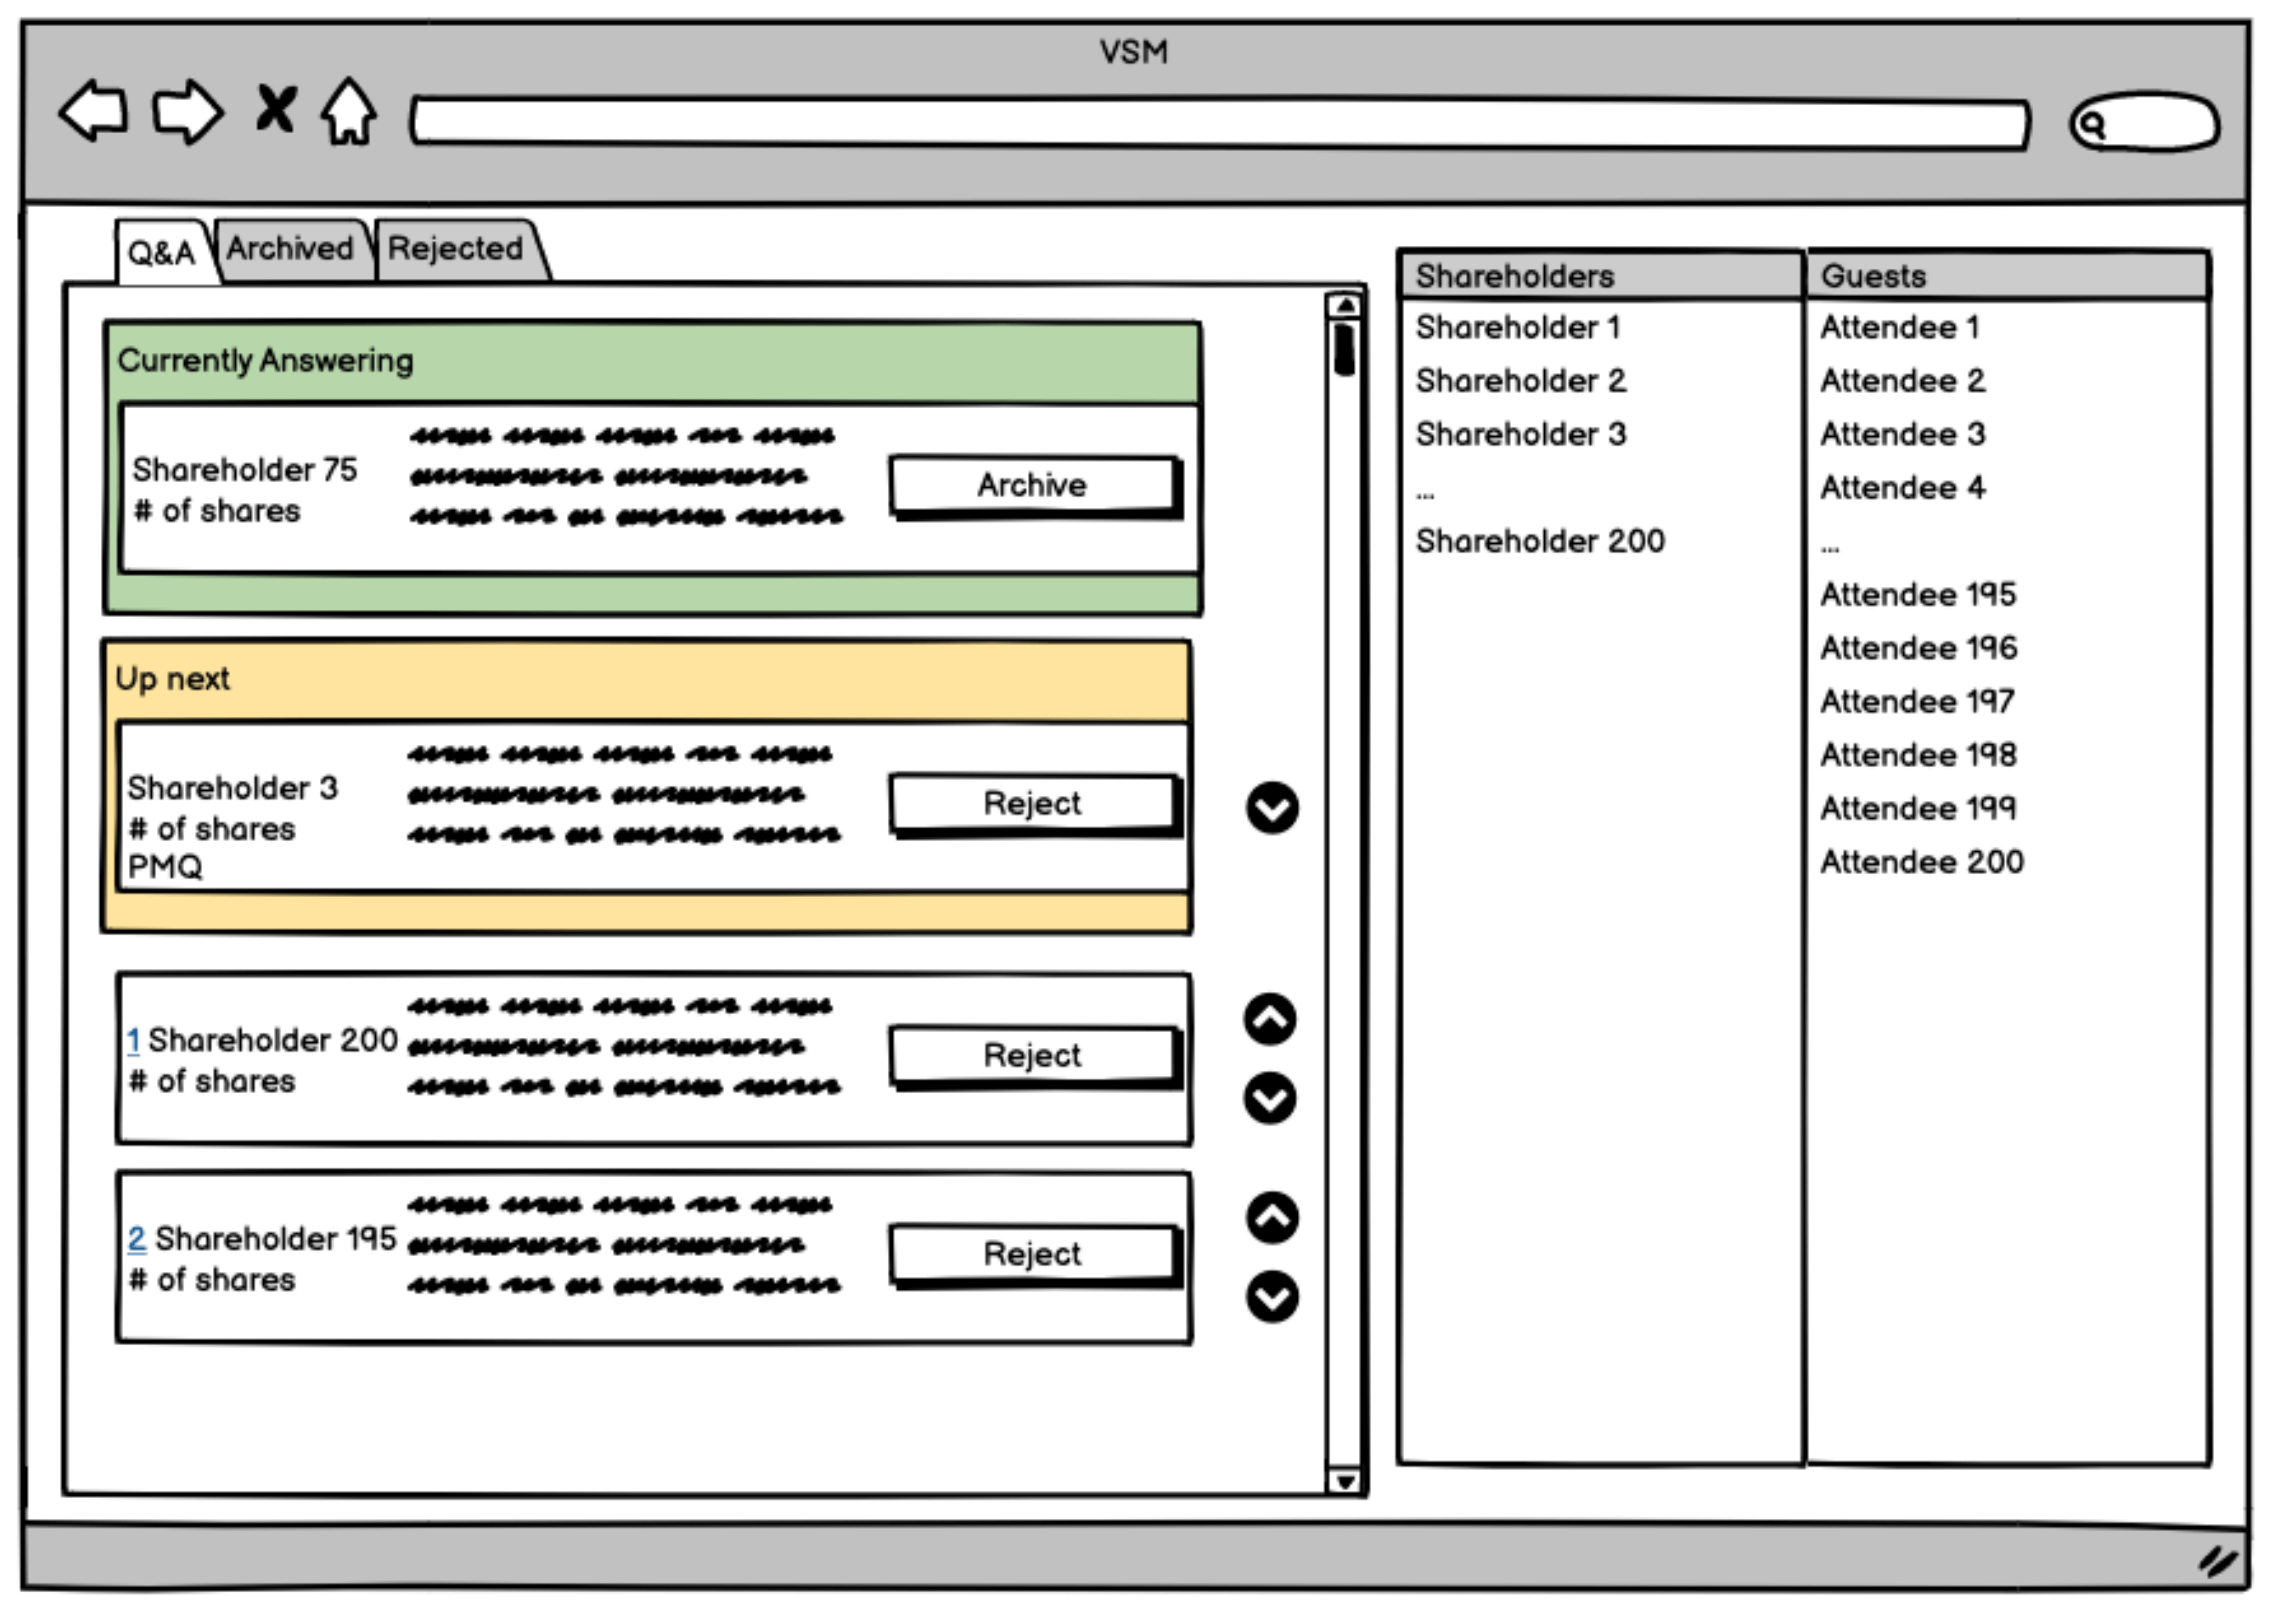 VSM
Q&A
Archived
Rejected
Currently Answering
Shareholder 75
# of shares
Archive
Up next
Shareholder 3
# of shares
PMQ
Reject
1 Shareholder 200
# of shares
Reject
2 Shareholder 195
# of shares
Reject
Shareholders
Shareholder 1
Shareholder 2
Shareholder 3
...
Shareholder 200
Guests
Attendee 1
Attendee 2
Attendee 3
Attendee 4
...
Attendee 195
Attendee 196
Attendee 197
Attendee 198
Attendee 199
Attendee 200